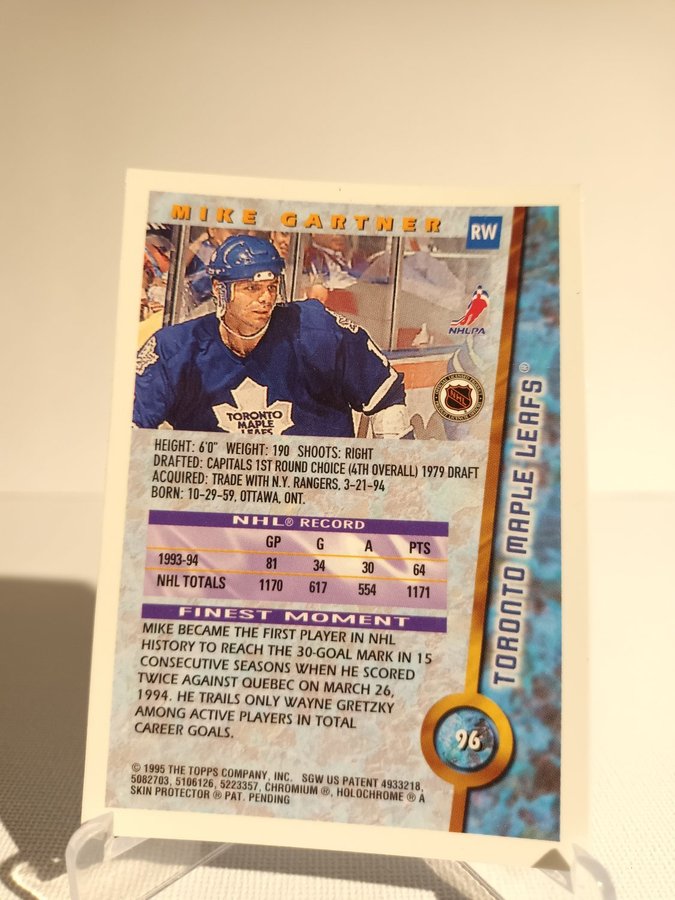 MIKE GARTNER
RW
NHLPA
NHL
TORONTO
MAPLE
LEAFS
HEIGHT: 6'0" WEIGHT: 190 SHOOTS: RIGHT
DRAFTED: CAPITALS 1ST ROUND CHOICE (4TH OVERALL) 1979 DRAFT
ACQUIRED: TRADE WITH N.Y. RANGERS, 3-21-94
BORN: 10-29-59, OTTAWA, ONT.
NHL® RECORD
GP G A PTS
1993-94 81 34 30 64
NHL TOTALS 1170 617 554 1171
FINEST MOMENT
MIKE BECAME THE FIRST PLAYER IN NHL
HISTORY TO REACH THE 30-GOAL MARK IN 15
CONSECUTIVE SEASONS WHEN HE SCORED
TWICE AGAINST QUEBEC ON MARCH 26,
1994. HE TRAILS ONLY WAYNE GRETZKY
AMONG ACTIVE PLAYERS IN TOTAL
CAREER GOALS.
TORONTO MAPLE LEAFS®
96
© 1995 THE TOPPS COMPANY, INC. SGW US PATENT 4933218,
5082703, 5106126, 5223357, CHROMIUM ®, HOLOCHROME ® A
SKIN PROTECTOR ® PAT. PENDING